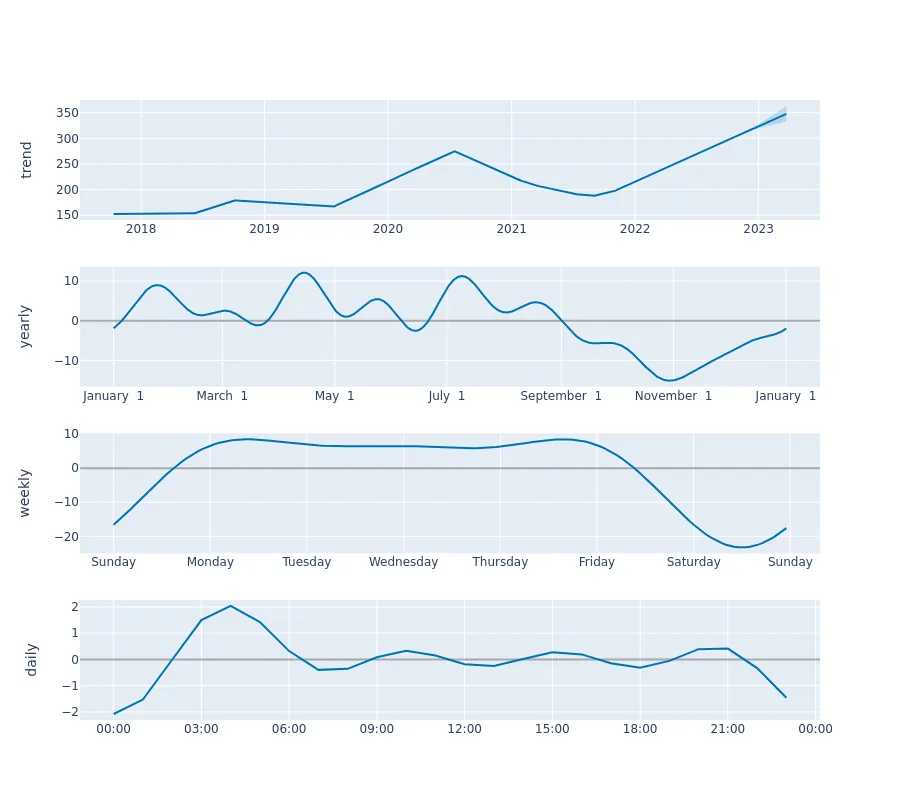 trend
350
300
250
200
150
2018 2019 2020 2021 2022 2023
yearly
10
0
−10
January 1 March 1 May 1 July 1 September 1 November 1 January 1
weekly
10
0
−10
−20
Sunday Monday Tuesday Wednesday Thursday Friday Saturday Sunday
daily
2
1
0
−1
−2
00:00 03:00 06:00 09:00 12:00 15:00 18:00 21:00 00:00